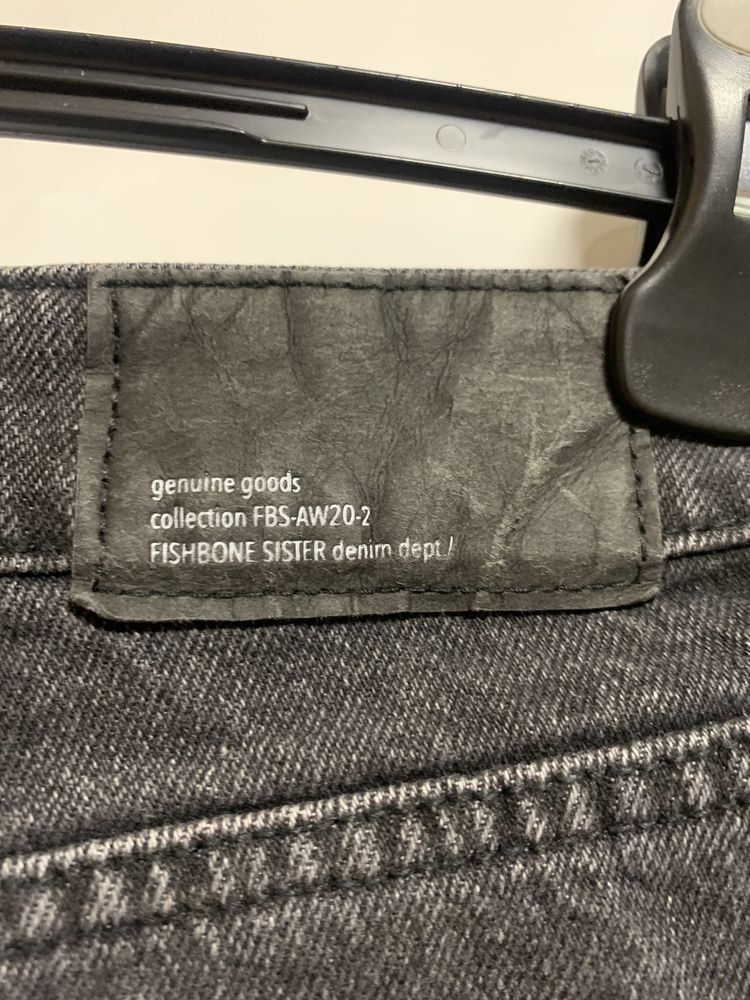 genuine goods
collection FBS-AW20-2
FISHBONE SISTER denim dept./